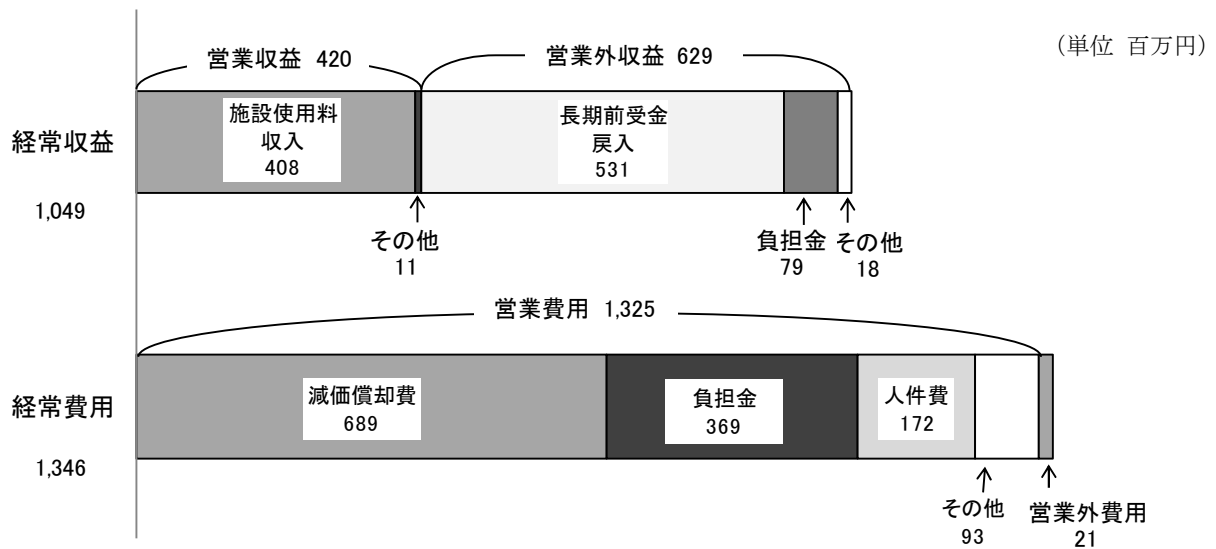 (単位 百万円)
営業収益 420
営業外収益 629
経常収益
1,049
施設使用料
収入
408
長期前受金
戻入
531
その他
11
負担金
79
その他
18
営業費用 1,325
経常費用
1,346
減価償却費
689
負担金
369
人件費
172
その他
93
営業外費用
21